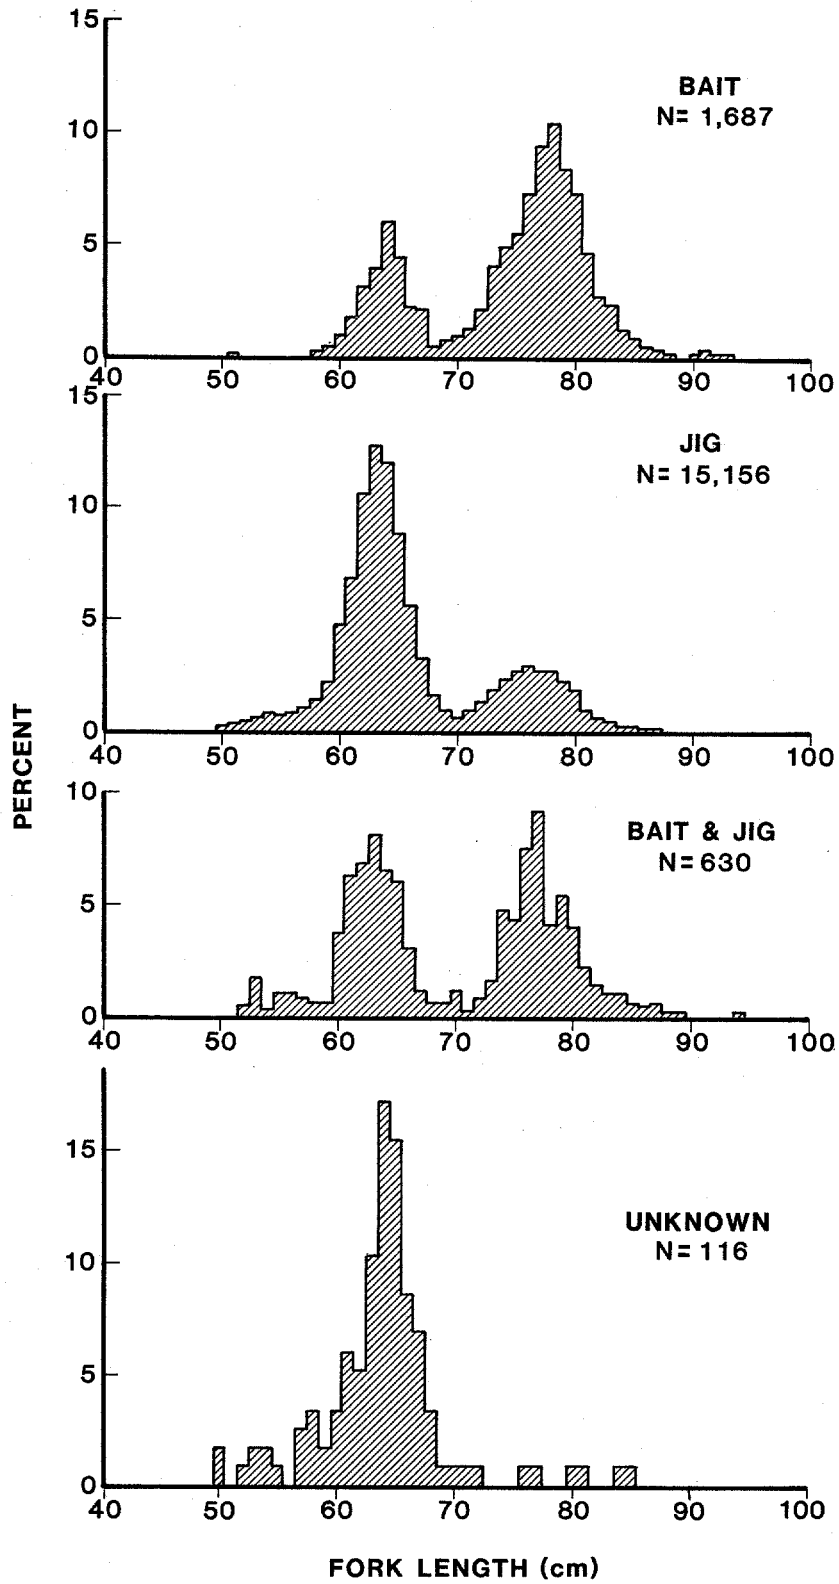 15
10
5
0
BAIT
N= 1,687
40 50 60 70 80 90 100
15
10
5
0
JIG
N= 15,156
40 50 60 70 80 90 100
PERCENT
10
5
0
BAIT & JIG
N=630
40 50 60 70 80 90 100
15
10
5
0
UNKNOWN
N= 116
40 50 60 70 80 90 100
FORK LENGTH (cm)